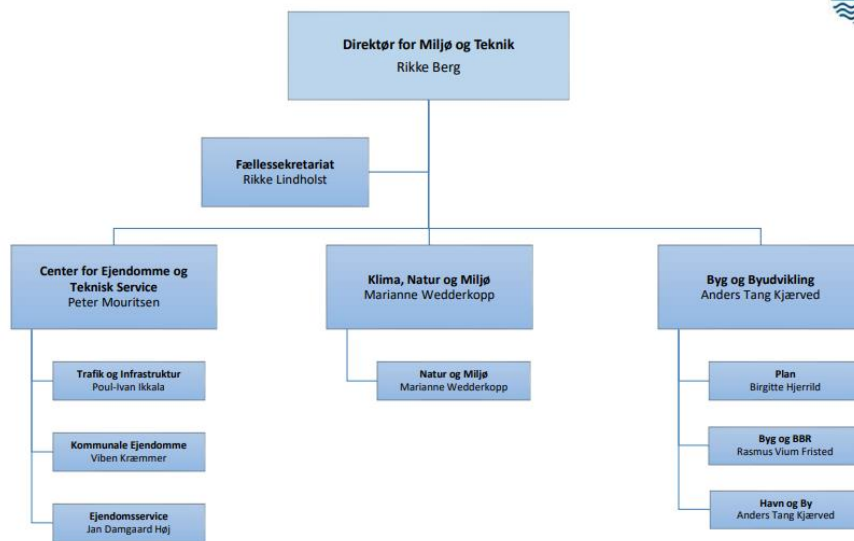 Direktør for Miljø og Teknik
Rikke Berg
Fællessekretariat
Rikke Lindholst
Center for Ejendomme og
Teknisk Service
Peter Mouritsen
Klima, Natur og Miljø
Marianne Wedderkopp
Byg og Byudvikling
Anders Tang Kjærved
Trafik og Infrastruktur
Poul-Ivan Ikkala
Natur og Miljø
Marianne Wedderkopp
Plan
Birgitte Hjerrild
Kommunale Ejendomme
Viben Kræmmer
Byg og BBR
Rasmus Vium Fristed
Ejendomsservice
Jan Damgaard Høj
Havn og By
Anders Tang Kjærved